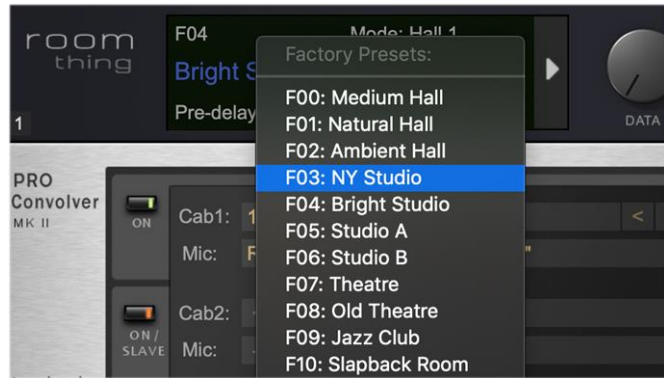 room
thing
1
F04 Mode: Hall 1
Bright S
Pre-delay
DATA
Factory Presets:
F00: Medium Hall
F01: Natural Hall
F02: Ambient Hall
F03: NY Studio
F04: Bright Studio
F05: Studio A
F06: Studio B
F07: Theatre
F08: Old Theatre
F09: Jazz Club
F10: Slapback Room
PRO
Convolver
MK II
ON
Cab1: 1 <
Mic: "
ON /
SLAVE
Cab2:
Mic: